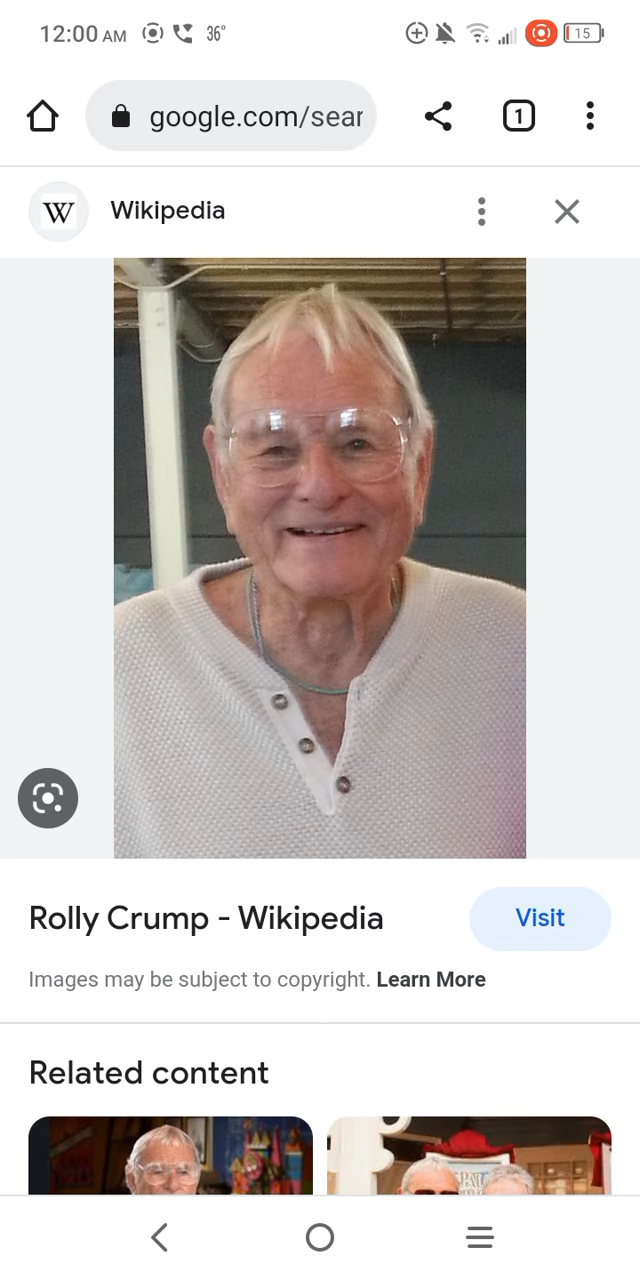 12:00 AM 36° 15
google.com/sear 1
W Wikipedia
Rolly Crump - Wikipedia Visit
Images may be subject to copyright. Learn More
Related content